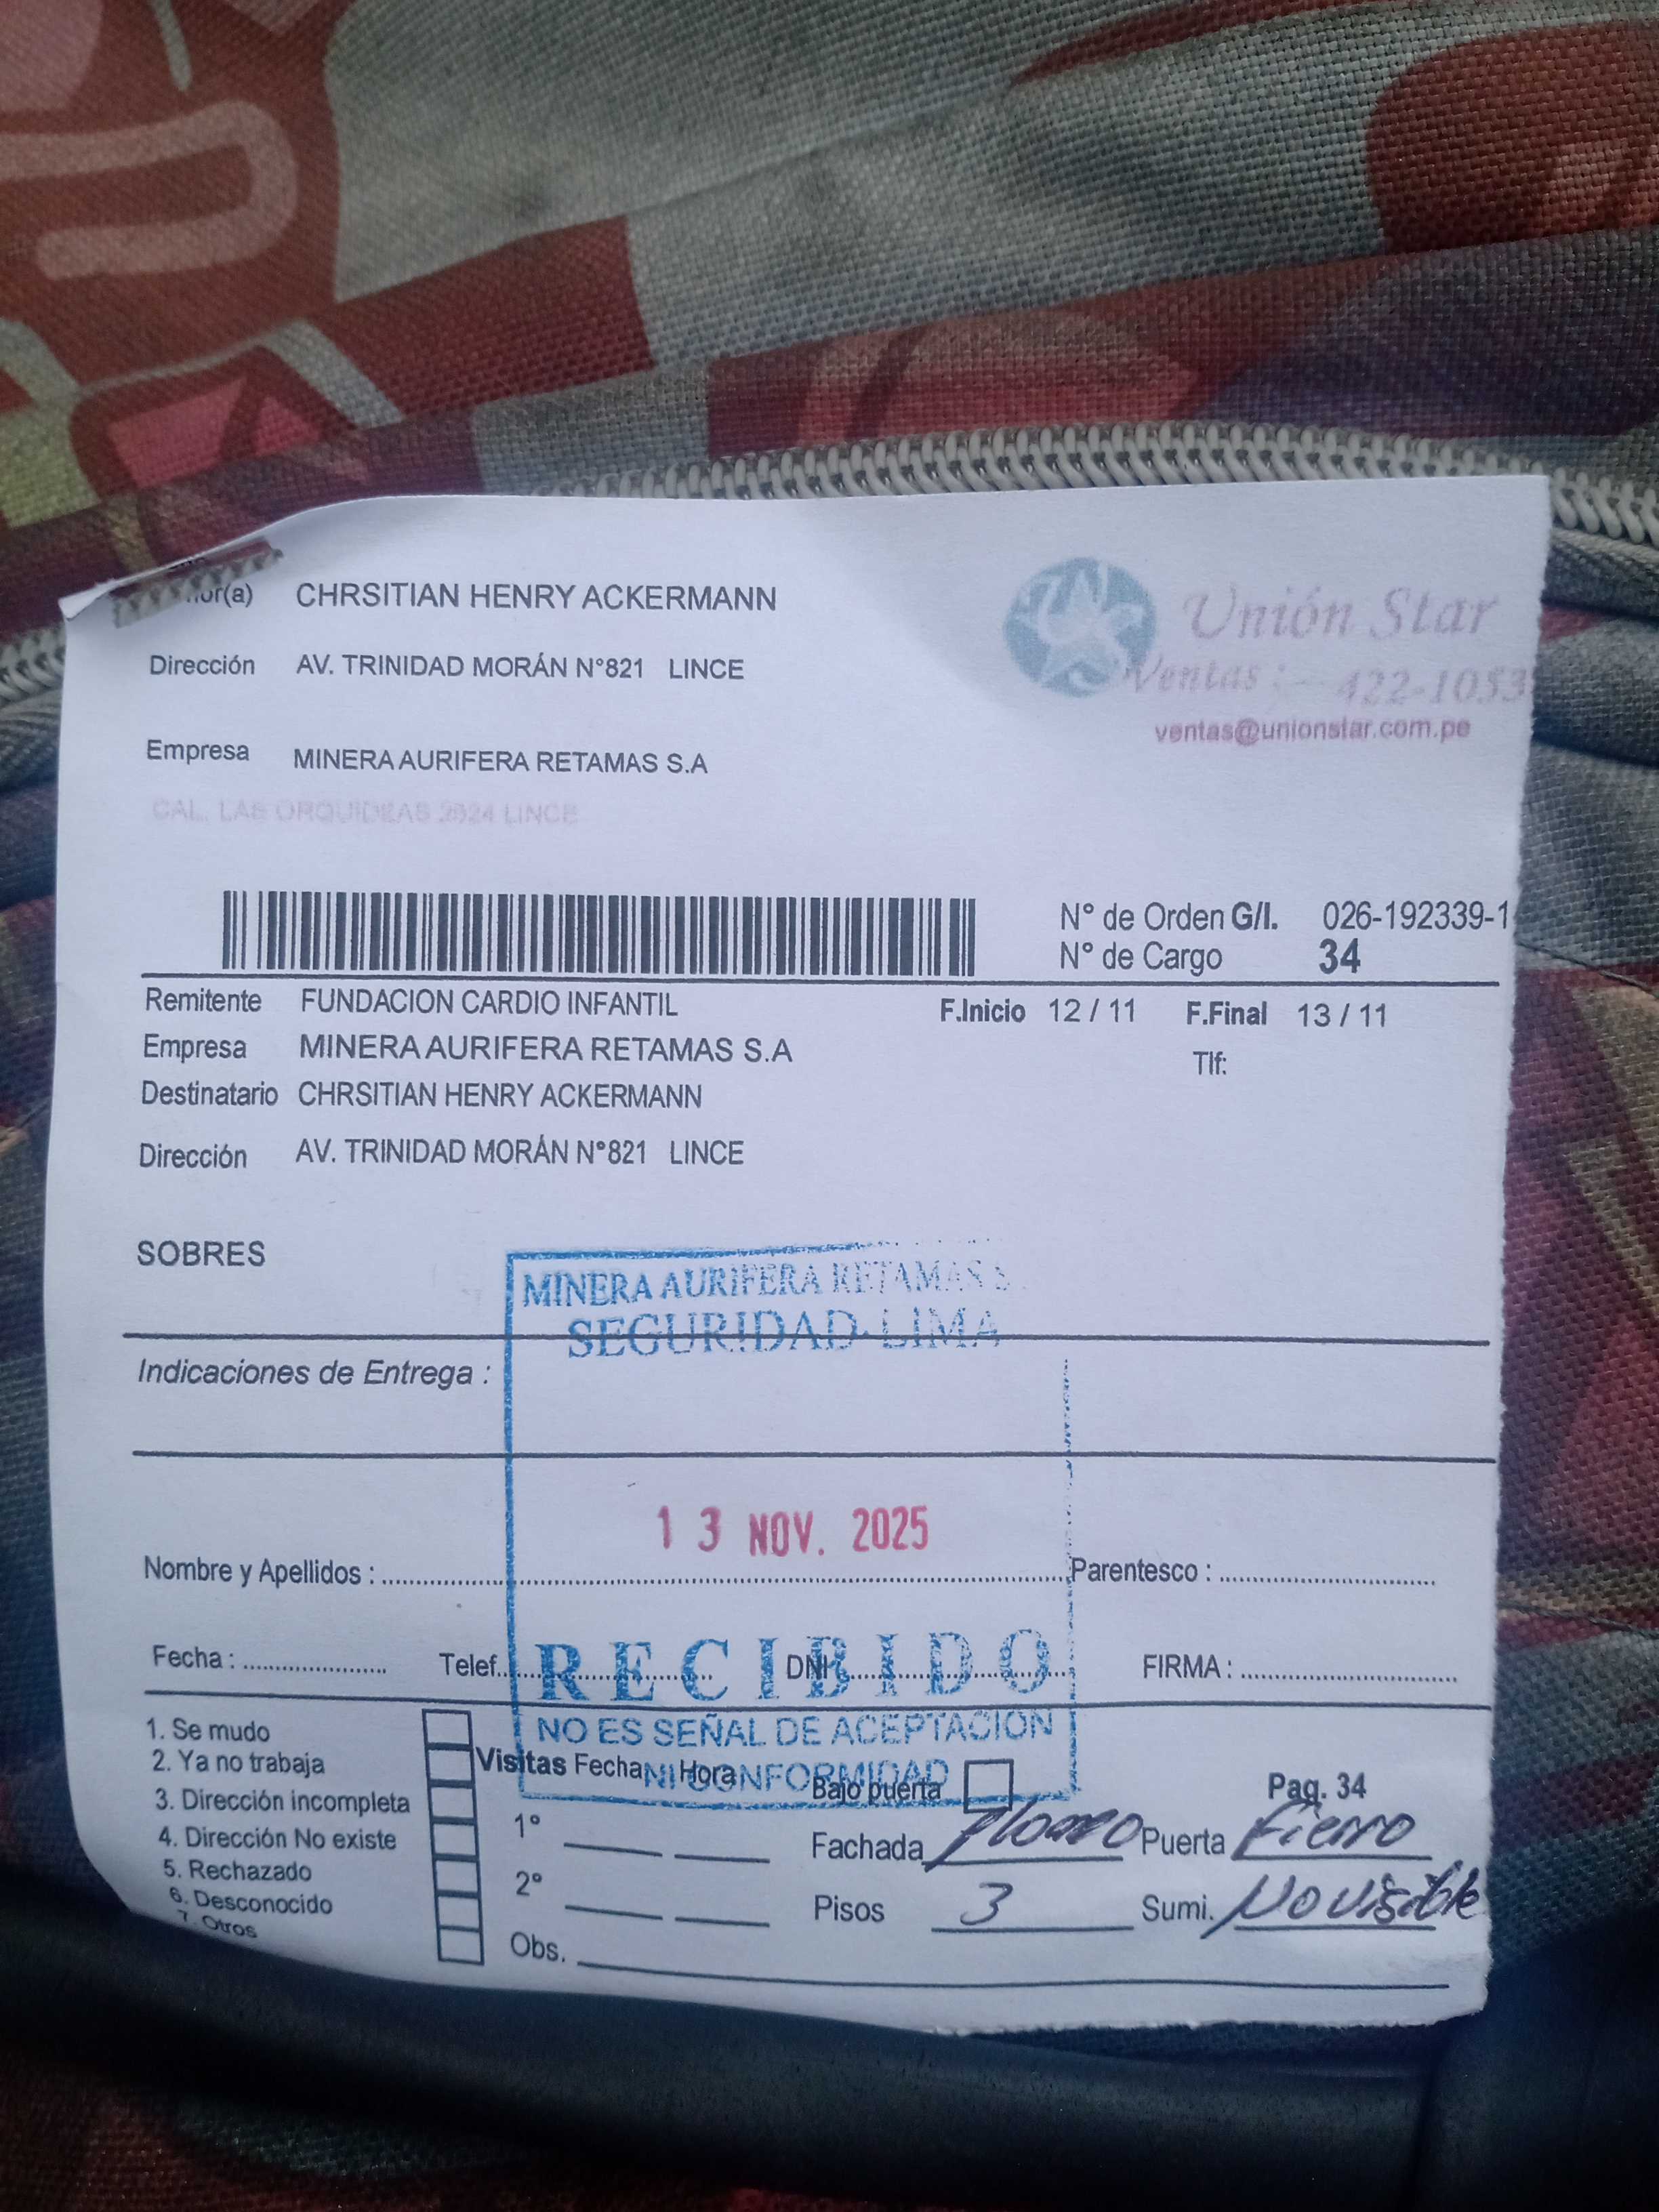 CHRSITIAN HENRY ACKERMANN
Dirección AV. TRINIDAD MORÁN N°821 LINCE
Empresa MINERA AURIFERA RETAMAS S.A
CAL. LAS ORQUIDEAS LINCE
Unión Star
Ventas : 422-1053
ventas@unionstar.com.pe
N° de Orden G/I. 026-192339-1
N° de Cargo 34
Remitente FUNDACION CARDIO INFANTIL F.Inicio 12 / 11 F.Final 13 / 11
Empresa MINERA AURIFERA RETAMAS S.A Tlf:
Destinatario CHRSITIAN HENRY ACKERMANN
Dirección AV. TRINIDAD MORÁN N°821 LINCE
SOBRES
MINERA AURIFERA RETAMAS S.
SEGURIDAD-LIMA
Indicaciones de Entrega :
13 NOV. 2025
Nombre y Apellidos : Parentesco :
Fecha : Telef. DNI FIRMA :
RECIBIDO
NO ES SEÑAL DE ACEPTACION
NI CONFORMIDAD
1. Se mudo
2. Ya no trabaja
3. Dirección incompleta
4. Dirección No existe
5. Rechazado
6. Desconocido
7. Otros
Visitas Fecha Hora Bajo puerta Pag. 34
1° Fachada Puerta Fierro
2° Pisos 3 Sumi. No visible
Obs.